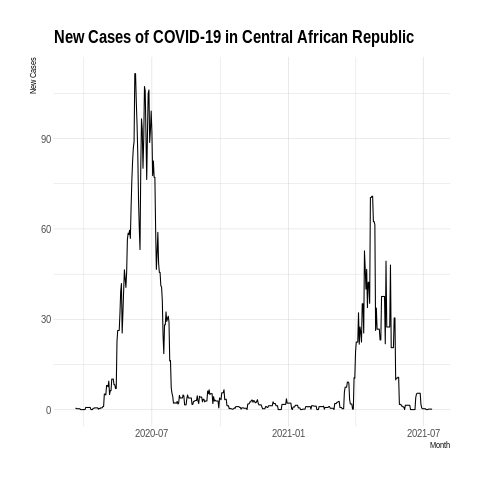 New Cases of COVID-19 in Central African Republic
New Cases
90
60
30
0
2020-07
2021-01
2021-07
Month